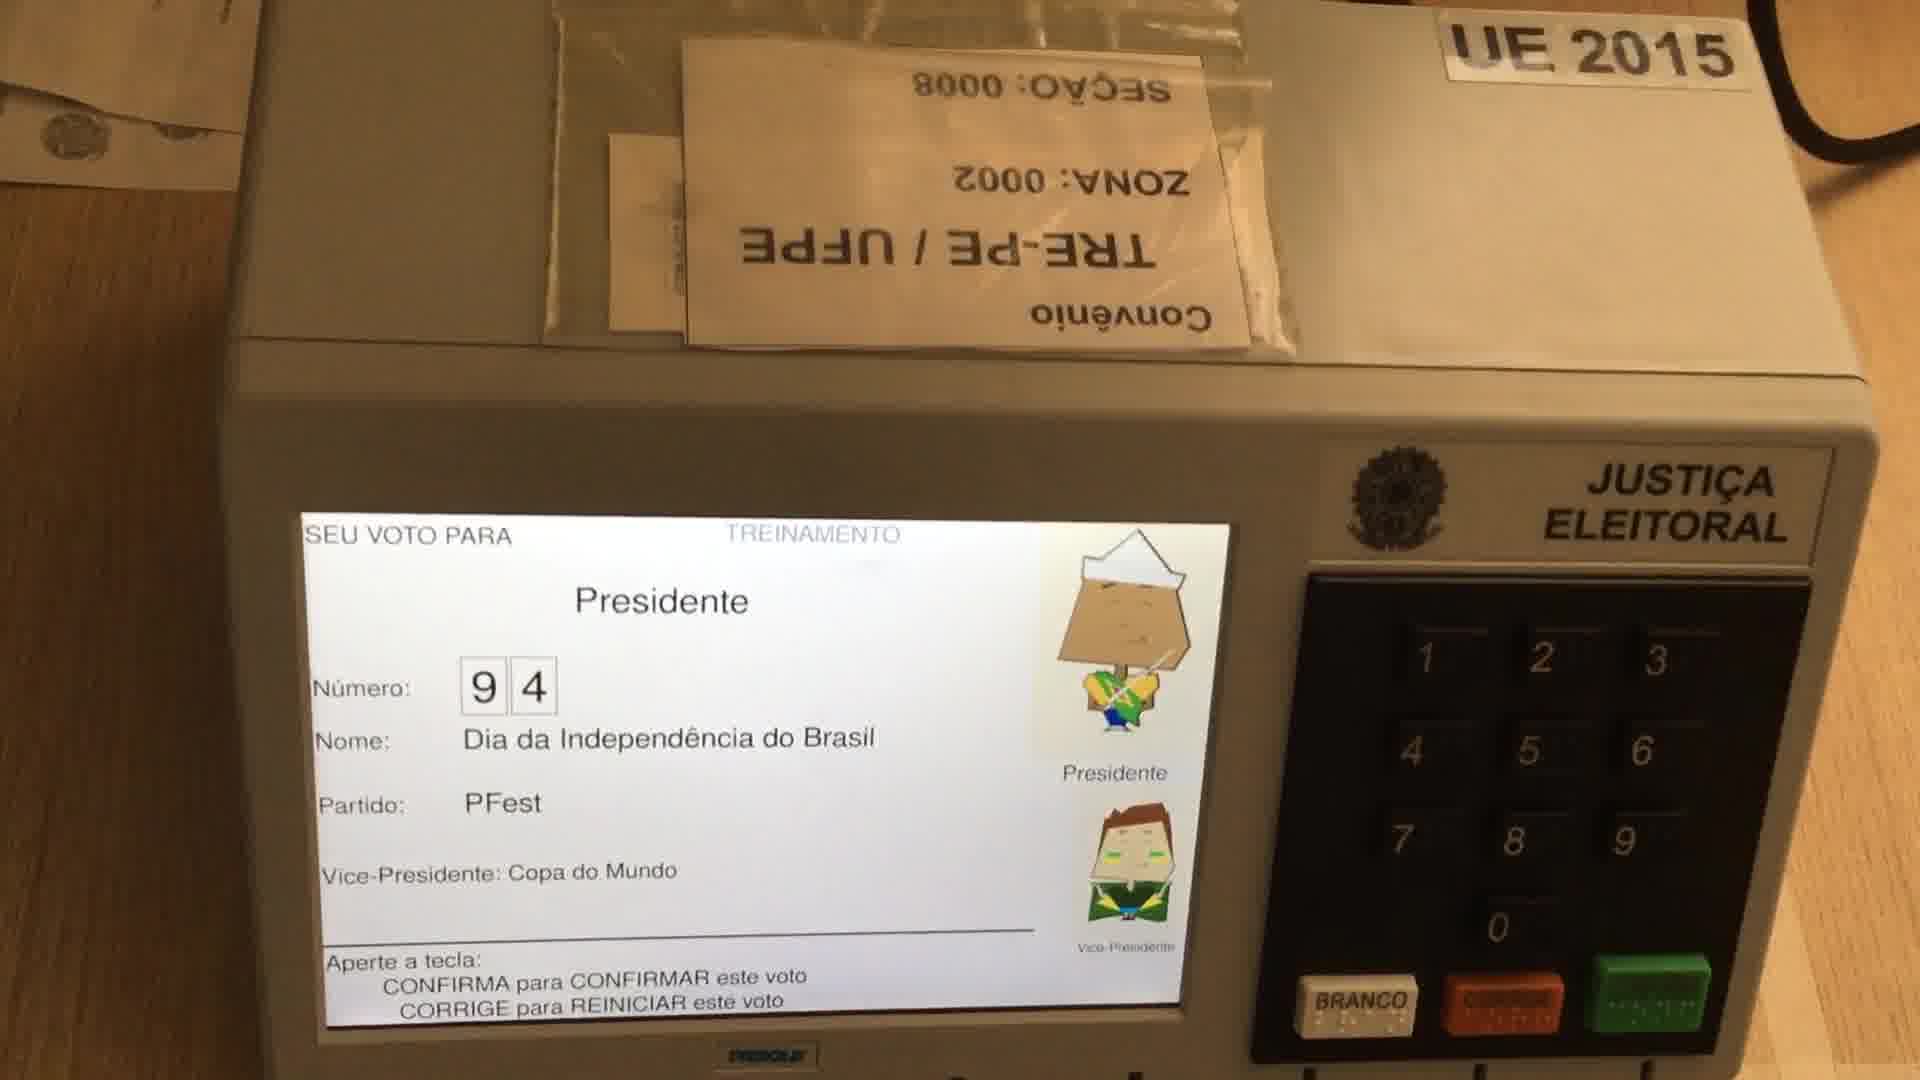 UE 2015
Convênio
TRE-PE / UFPE
ZONA: 0002
SEÇÃO: 0008
JUSTIÇA
ELEITORAL
SEU VOTO PARA
TREINAMENTO
Presidente
Número: 9 4
Nome: Dia da Independência do Brasil
Partido: PFest
Vice-Presidente: Copa do Mundo
Presidente
Vice-Presidente
Aperte a tecla:
CONFIRMA para CONFIRMAR este voto
CORRIGE para REINICIAR este voto
1 2 3
4 5 6
7 8 9
0
BRANCO